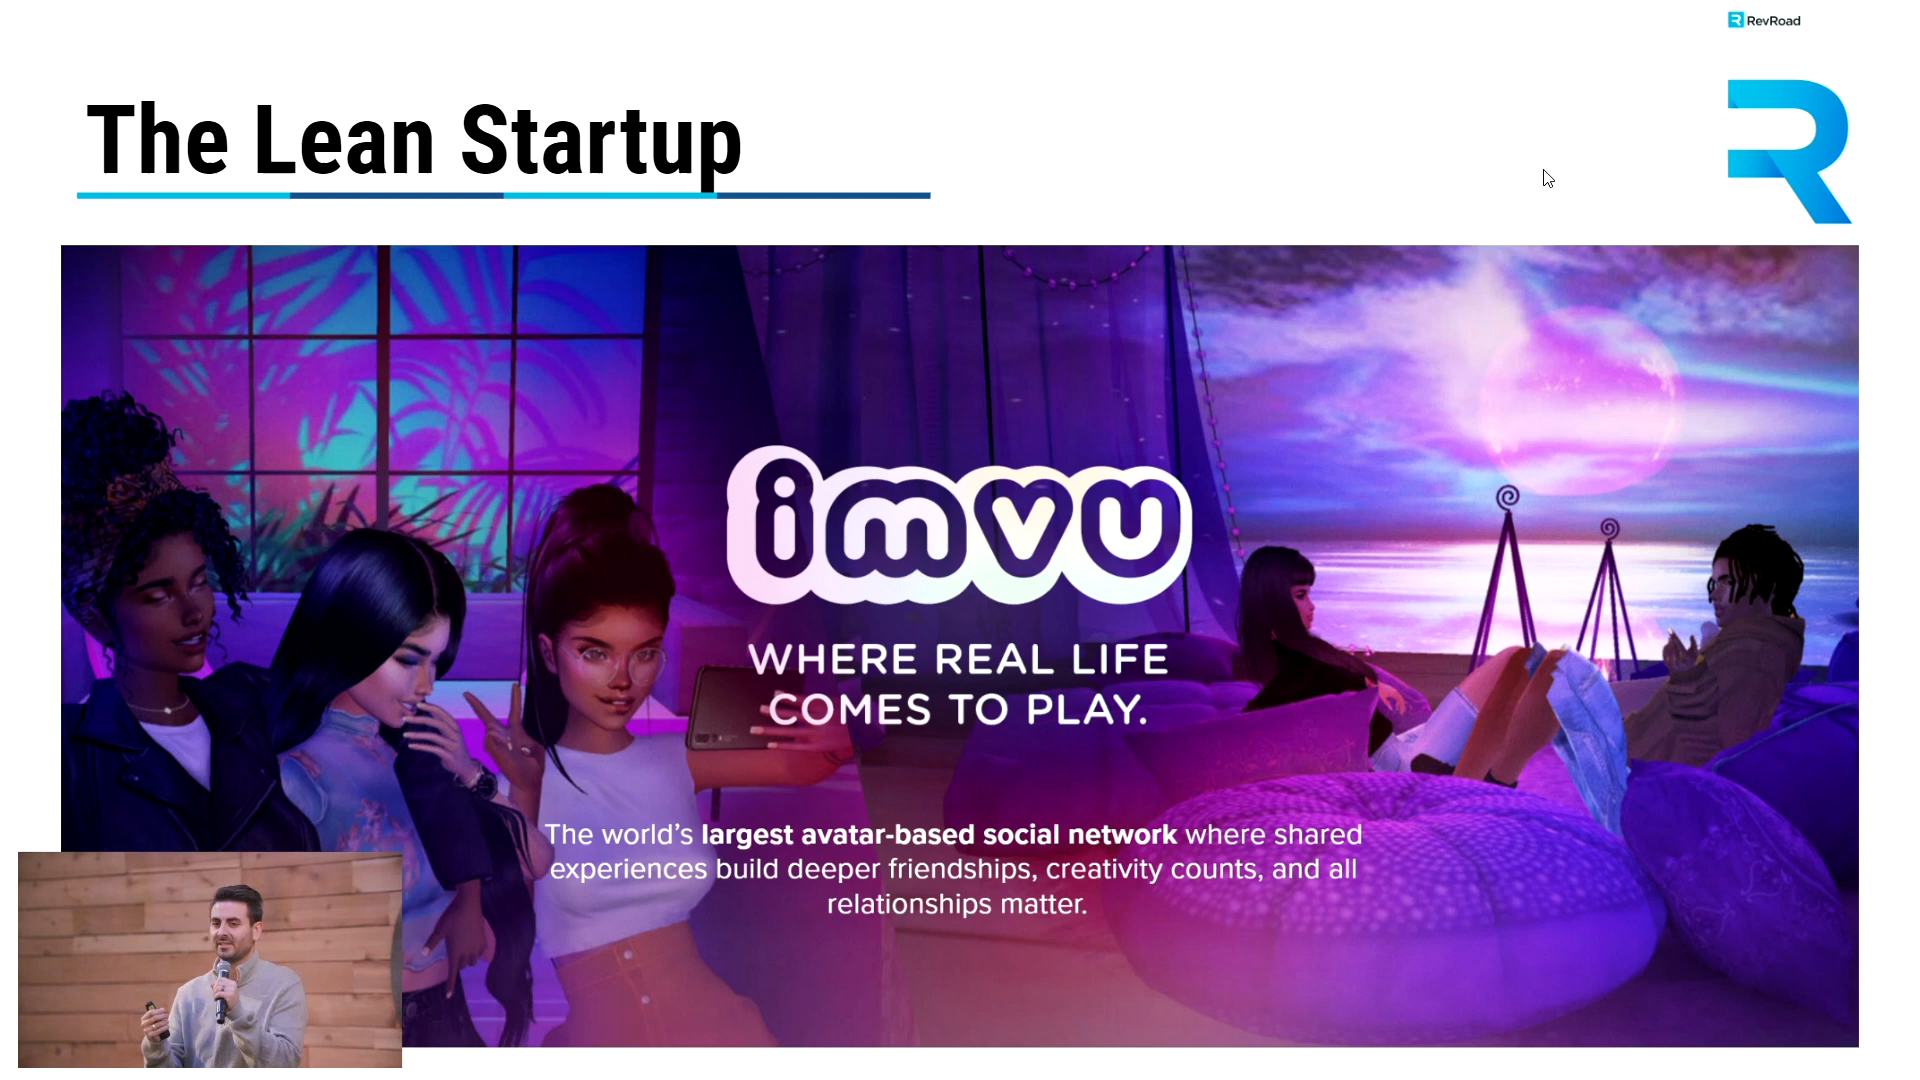 RevRoad
The Lean Startup
imvu
WHERE REAL LIFE
COMES TO PLAY.
The world’s largest avatar-based social network where shared
experiences build deeper friendships, creativity counts, and all
relationships matter.